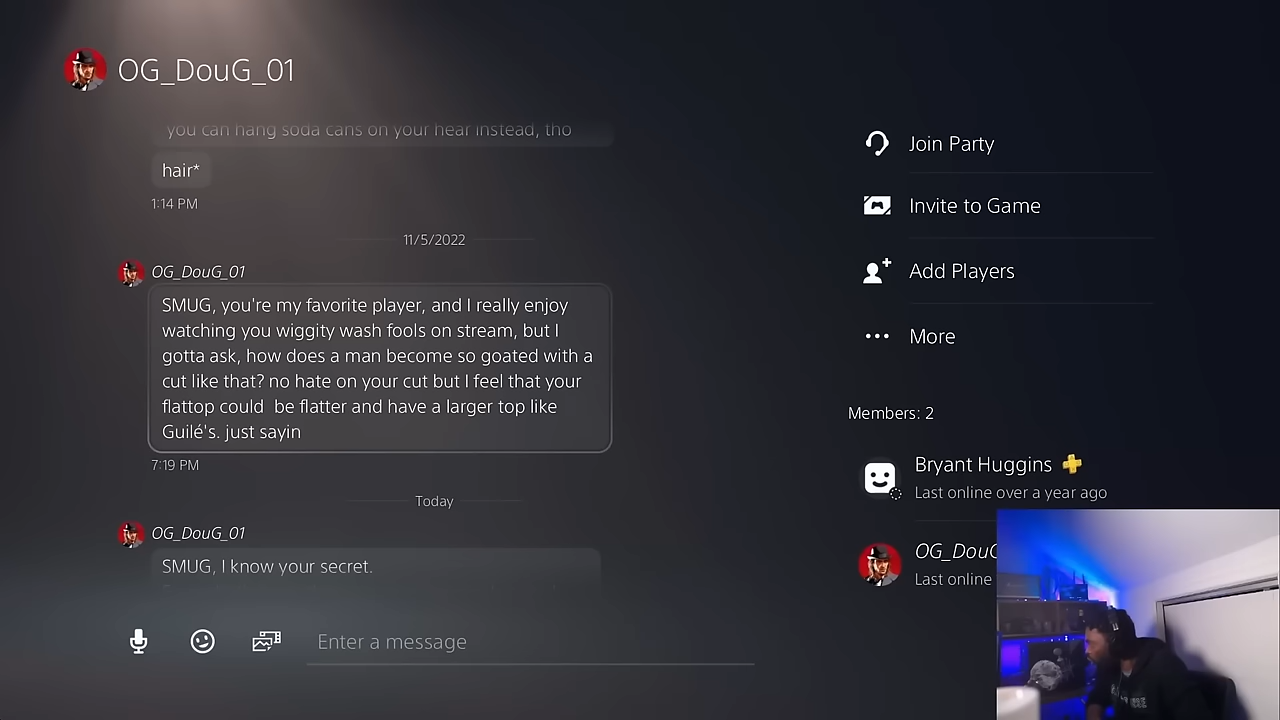 OG_DouG_01
you can hang soda cans on your hear instead, tho
hair*
1:14 PM
11/5/2022
OG_DouG_01
SMUG, you're my favorite player, and I really enjoy
watching you wiggity wash fools on stream, but I
gotta ask, how does a man become so goated with a
cut like that? no hate on your cut but I feel that your
flattop could  be flatter and have a larger top like
Guilé's. just sayin
7:19 PM
Today
OG_DouG_01
SMUG, I know your secret.
Enter a message
Join Party
Invite to Game
Add Players
More
Members: 2
Bryant Huggins
Last online over a year ago
OG_DouG
Last online